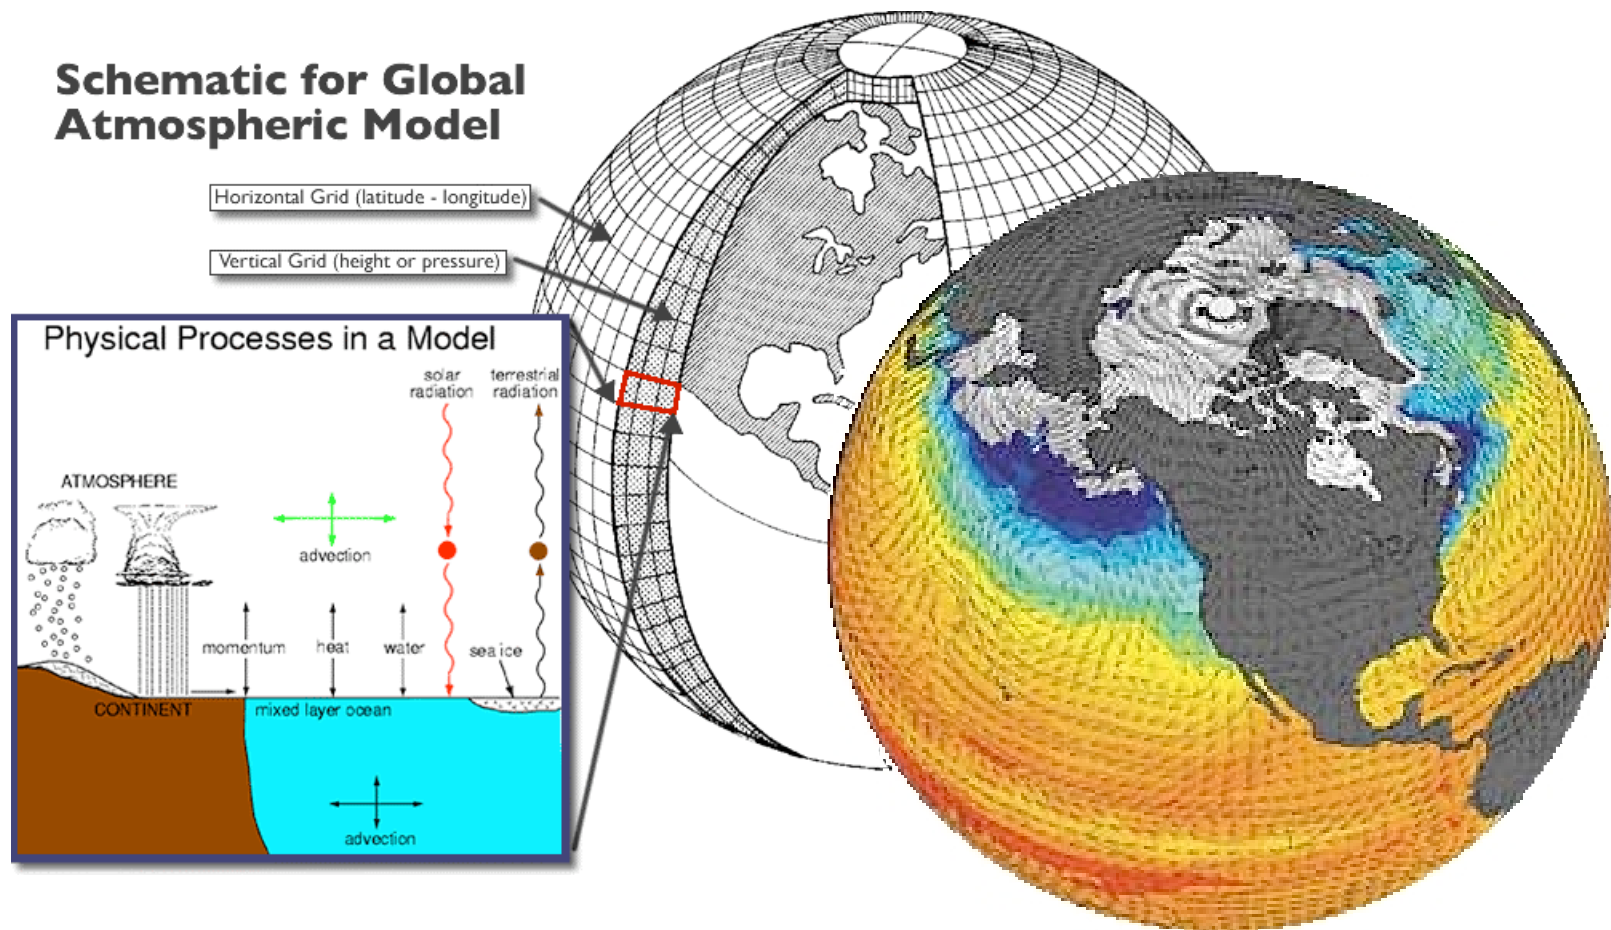 Schematic for Global
Atmospheric Model
Horizontal Grid (latitude - longitude)
Vertical Grid (height or pressure)
Physical Processes in a Model
solar
radiation
terrestrial
radiation
ATMOSPHERE
advection
momentum
heat
water
sea ice
CONTINENT
mixed layer ocean
advection